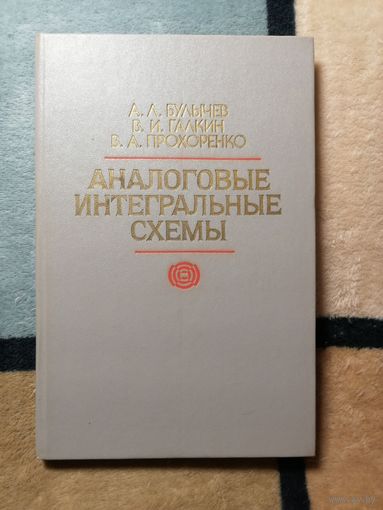 А. Л. БУЛЫЧЕВ
В. И. ГАЛКИН
В. А. ПРОХОРЕНКО
АНАЛОГОВЫЕ
ИНТЕГРАЛЬНЫЕ
СХЕМЫ